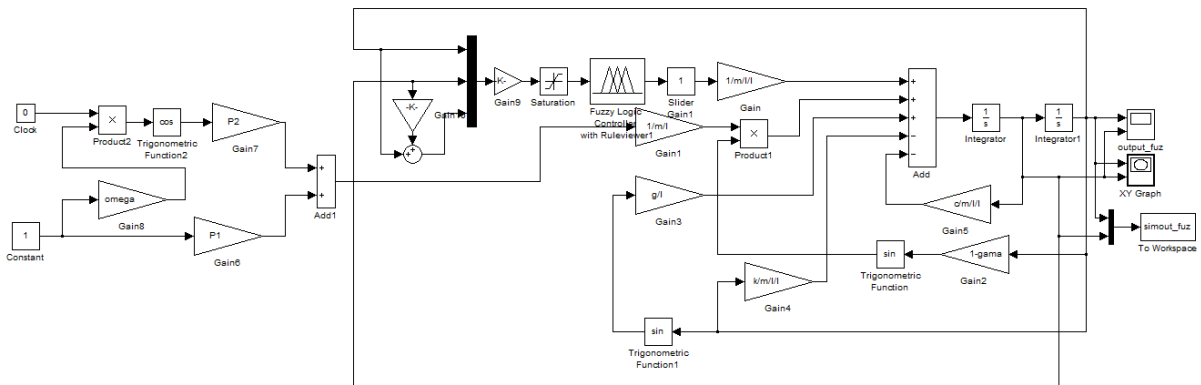 0
Clock
×
Product2
cos
Trigonometric
Function2
P2
Gain7
omega
Gain8
1
Constant
P1
Gain6
+
+
Add1
-K-
-K-
Gain9
Saturation
Fuzzy Logic
Controller
with Ruleviewer1
1
Slider
Gain1
1/m/l/l
Gain
1/m/l
Gain1
×
Product1
g/l
Gain3
k/m/l/l
Gain4
sin
Trigonometric
Function1
+
+
+
−
−
Add
c/m/l/l
Gain5
sin
Trigonometric
Function
1-gama
Gain2
1
s
Integrator
1
s
Integrator1
output_fuz
XY Graph
simout_fuz
To Workspace